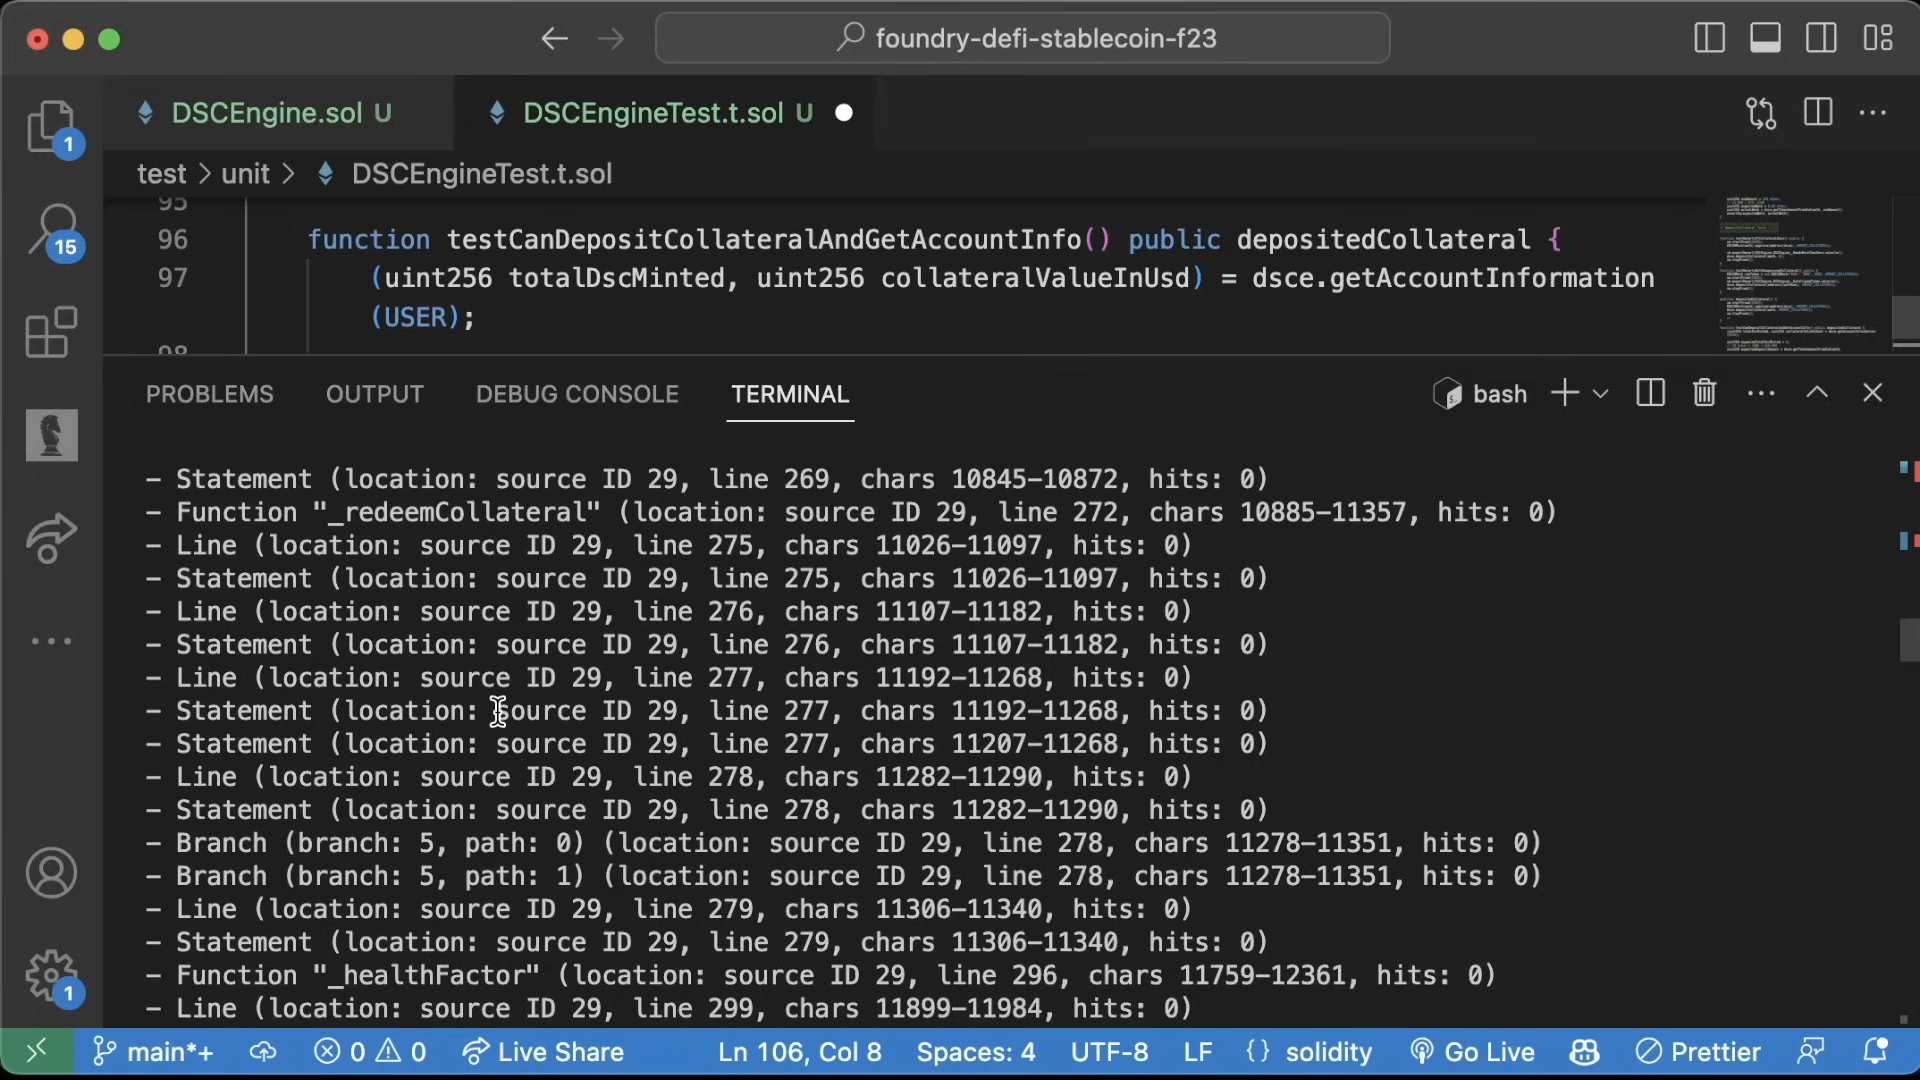 foundry-defi-stablecoin-f23
DSCEngine.sol U
DSCEngineTest.t.sol U
test > unit > DSCEngineTest.t.sol
95
96 function testCanDepositCollateralAndGetAccountInfo() public depositedCollateral {
97 (uint256 totalDscMinted, uint256 collateralValueInUsd) = dsce.getAccountInformation
(USER);
98
PROBLEMS OUTPUT DEBUG CONSOLE TERMINAL bash
- Statement (location: source ID 29, line 269, chars 10845-10872, hits: 0)
- Function "_redeemCollateral" (location: source ID 29, line 272, chars 10885-11357, hits: 0)
- Line (location: source ID 29, line 275, chars 11026-11097, hits: 0)
- Statement (location: source ID 29, line 275, chars 11026-11097, hits: 0)
- Line (location: source ID 29, line 276, chars 11107-11182, hits: 0)
- Statement (location: source ID 29, line 276, chars 11107-11182, hits: 0)
- Line (location: source ID 29, line 277, chars 11192-11268, hits: 0)
- Statement (location: source ID 29, line 277, chars 11192-11268, hits: 0)
- Statement (location: source ID 29, line 277, chars 11207-11268, hits: 0)
- Line (location: source ID 29, line 278, chars 11282-11290, hits: 0)
- Statement (location: source ID 29, line 278, chars 11282-11290, hits: 0)
- Branch (branch: 5, path: 0) (location: source ID 29, line 278, chars 11278-11351, hits: 0)
- Branch (branch: 5, path: 1) (location: source ID 29, line 278, chars 11278-11351, hits: 0)
- Line (location: source ID 29, line 279, chars 11306-11340, hits: 0)
- Statement (location: source ID 29, line 279, chars 11306-11340, hits: 0)
- Function "_healthFactor" (location: source ID 29, line 296, chars 11759-12361, hits: 0)
- Line (location: source ID 29, line 299, chars 11899-11984, hits: 0)
1
15
1
main*+ 0 0 Live Share Ln 106, Col 8 Spaces: 4 UTF-8 LF {} solidity Go Live Prettier